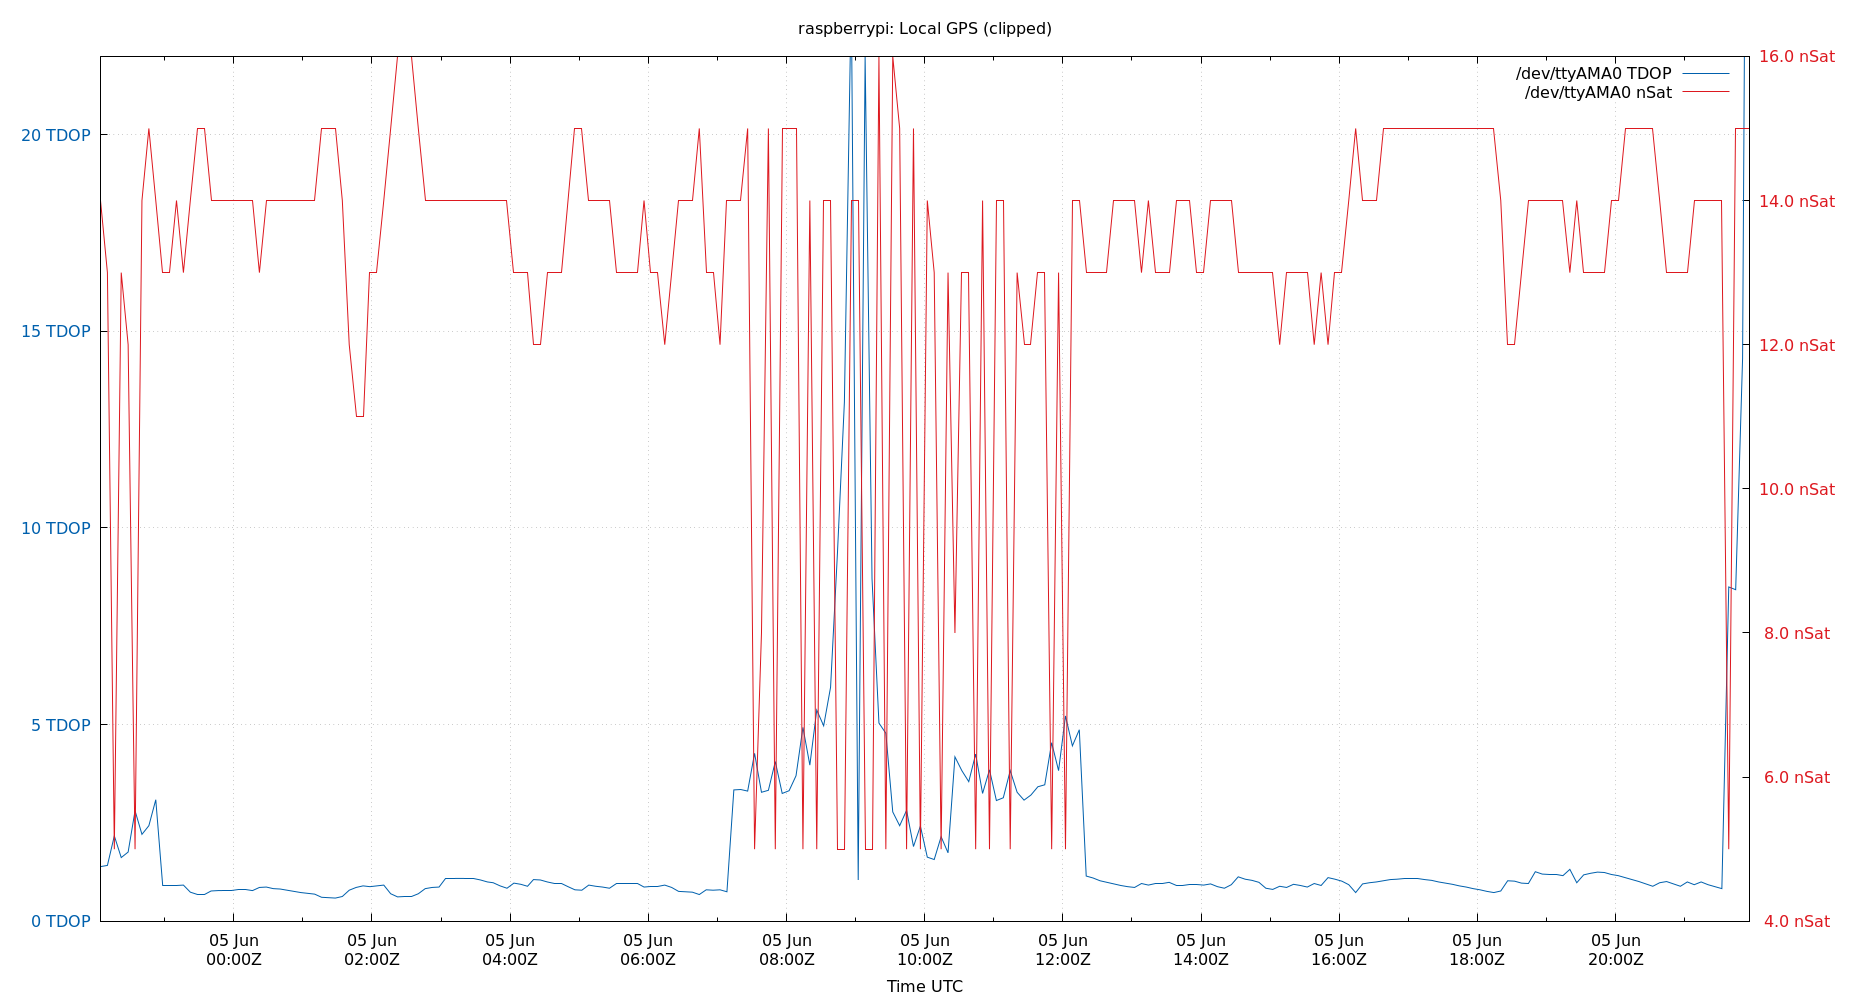 raspberrypi: Local GPS (clipped)
16.0 nSat
/dev/ttyAMA0 TDOP
/dev/ttyAMA0 nSat
20 TDOP
14.0 nSat
15 TDOP
12.0 nSat
10 TDOP
10.0 nSat
8.0 nSat
5 TDOP
6.0 nSat
0 TDOP
4.0 nSat
05 Jun 05 Jun 05 Jun 05 Jun 05 Jun 05 Jun 05 Jun 05 Jun 05 Jun 05 Jun 05 Jun
00:00Z 02:00Z 04:00Z 06:00Z 08:00Z 10:00Z 12:00Z 14:00Z 16:00Z 18:00Z 20:00Z
Time UTC